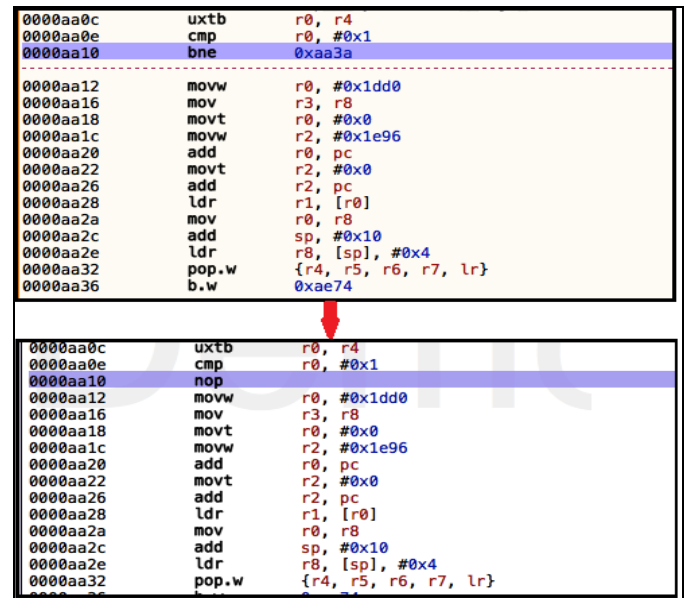 0000aa0c uxtb r0, r4
0000aa0e cmp r0, #0x1
0000aa10 bne 0xaa3a
0000aa12 movw r0, #0x1dd0
0000aa16 mov r3, r8
0000aa18 movt r0, #0x0
0000aa1c movw r2, #0x1e96
0000aa20 add r0, pc
0000aa22 movt r2, #0x0
0000aa26 add r2, pc
0000aa28 ldr r1, [r0]
0000aa2a mov r0, r8
0000aa2c add sp, #0x10
0000aa2e ldr r8, [sp], #0x4
0000aa32 pop.w {r4, r5, r6, r7, lr}
0000aa36 b.w 0xae74
0000aa0c uxtb r0, r4
0000aa0e cmp r0, #0x1
0000aa10 nop
0000aa12 movw r0, #0x1dd0
0000aa16 mov r3, r8
0000aa18 movt r0, #0x0
0000aa1c movw r2, #0x1e96
0000aa20 add r0, pc
0000aa22 movt r2, #0x0
0000aa26 add r2, pc
0000aa28 ldr r1, [r0]
0000aa2a mov r0, r8
0000aa2c add sp, #0x10
0000aa2e ldr r8, [sp], #0x4
0000aa32 pop.w {r4, r5, r6, r7, lr}